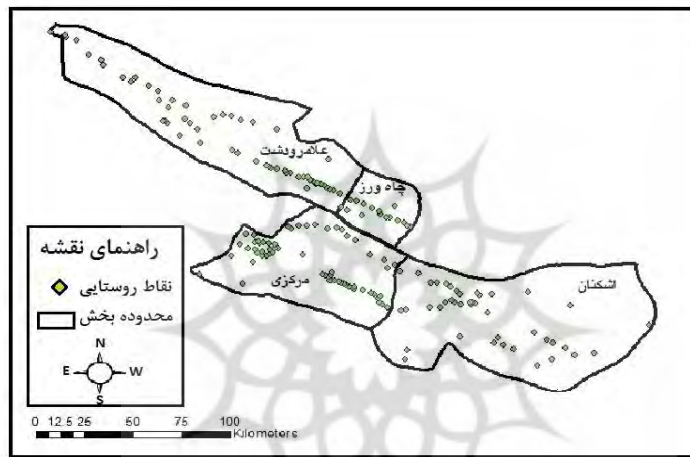 علامرودشت
چاه ورز
اشکنان
مرکزی
راهنمای نقشه
نقاط روستایی
محدوده بخش
N
E W
S
0 12.5 25 50 75 100
Kilometers